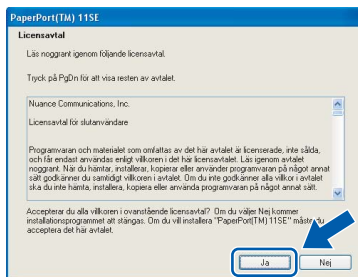 PaperPort(TM) 11SE
Licensavtal
Läs noggrant igenom följande licensavtal.
Tryck på PgDn för att visa resten av avtalet.
Nuance Communications, Inc.
Licensavtal för slutanvändare
Programvaran och materialet som omfattas av det här avtalet är licenserade, inte sålda,
och får endast användas enligt villkoren i det här licensavtalet. Läs igenom avtalet
noggrant. När du hämtar, installerar, kopierar eller använder programvaran på något annat
sätt godkänner du samtidigt villkoren i avtalet. Om du inte godkänner alla villkor i avtalet
ska du inte hämta, installera, kopiera eller använda programvaran på något annat sätt.
Accepterar du alla villkoren i ovanstående licensavtal? Om du väljer Nej kommer
installationsprogrammet att stängas. Om du vill installera "PaperPort(TM) 11SE" måste du
acceptera det här avtalet.
Ja
Nej